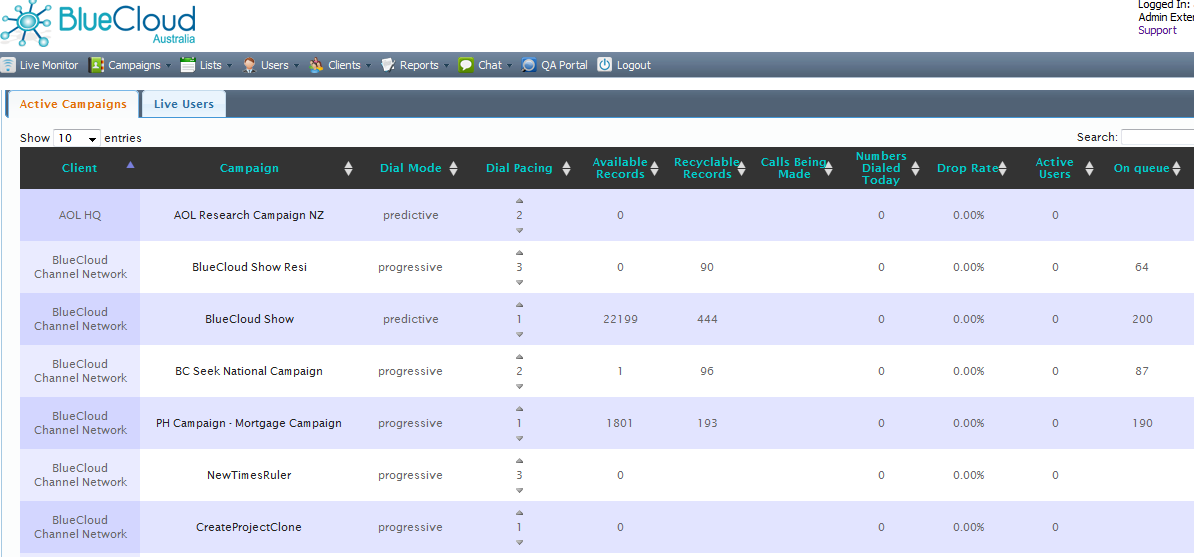 Logged In:
BlueCloud
Australia
Admin Exter
Support
Live Monitor Campaigns Lists Users Clients Reports Chat QA Portal Logout
Active Campaigns Live Users
Show 10 entries Search:
Client Campaign Dial Mode Dial Pacing Available Records Recyclable Records Calls Being Made Numbers Dialed Today Drop Rate Active Users On queue
AOL HQ AOL Research Campaign NZ predictive 2 0 0 0.00% 0
BlueCloud Channel Network BlueCloud Show Resi progressive 3 0 90 0 0.00% 0 64
BlueCloud Channel Network BlueCloud Show predictive 1 22199 444 0 0.00% 0 200
BlueCloud Channel Network BC Seek National Campaign progressive 2 1 96 0 0.00% 0 87
BlueCloud Channel Network PH Campaign - Mortgage Campaign progressive 1 1801 193 0 0.00% 0 190
BlueCloud Channel Network NewTimesRuler progressive 3 0 0 0.00% 0
BlueCloud Channel Network CreateProjectClone progressive 1 0 0 0.00% 0